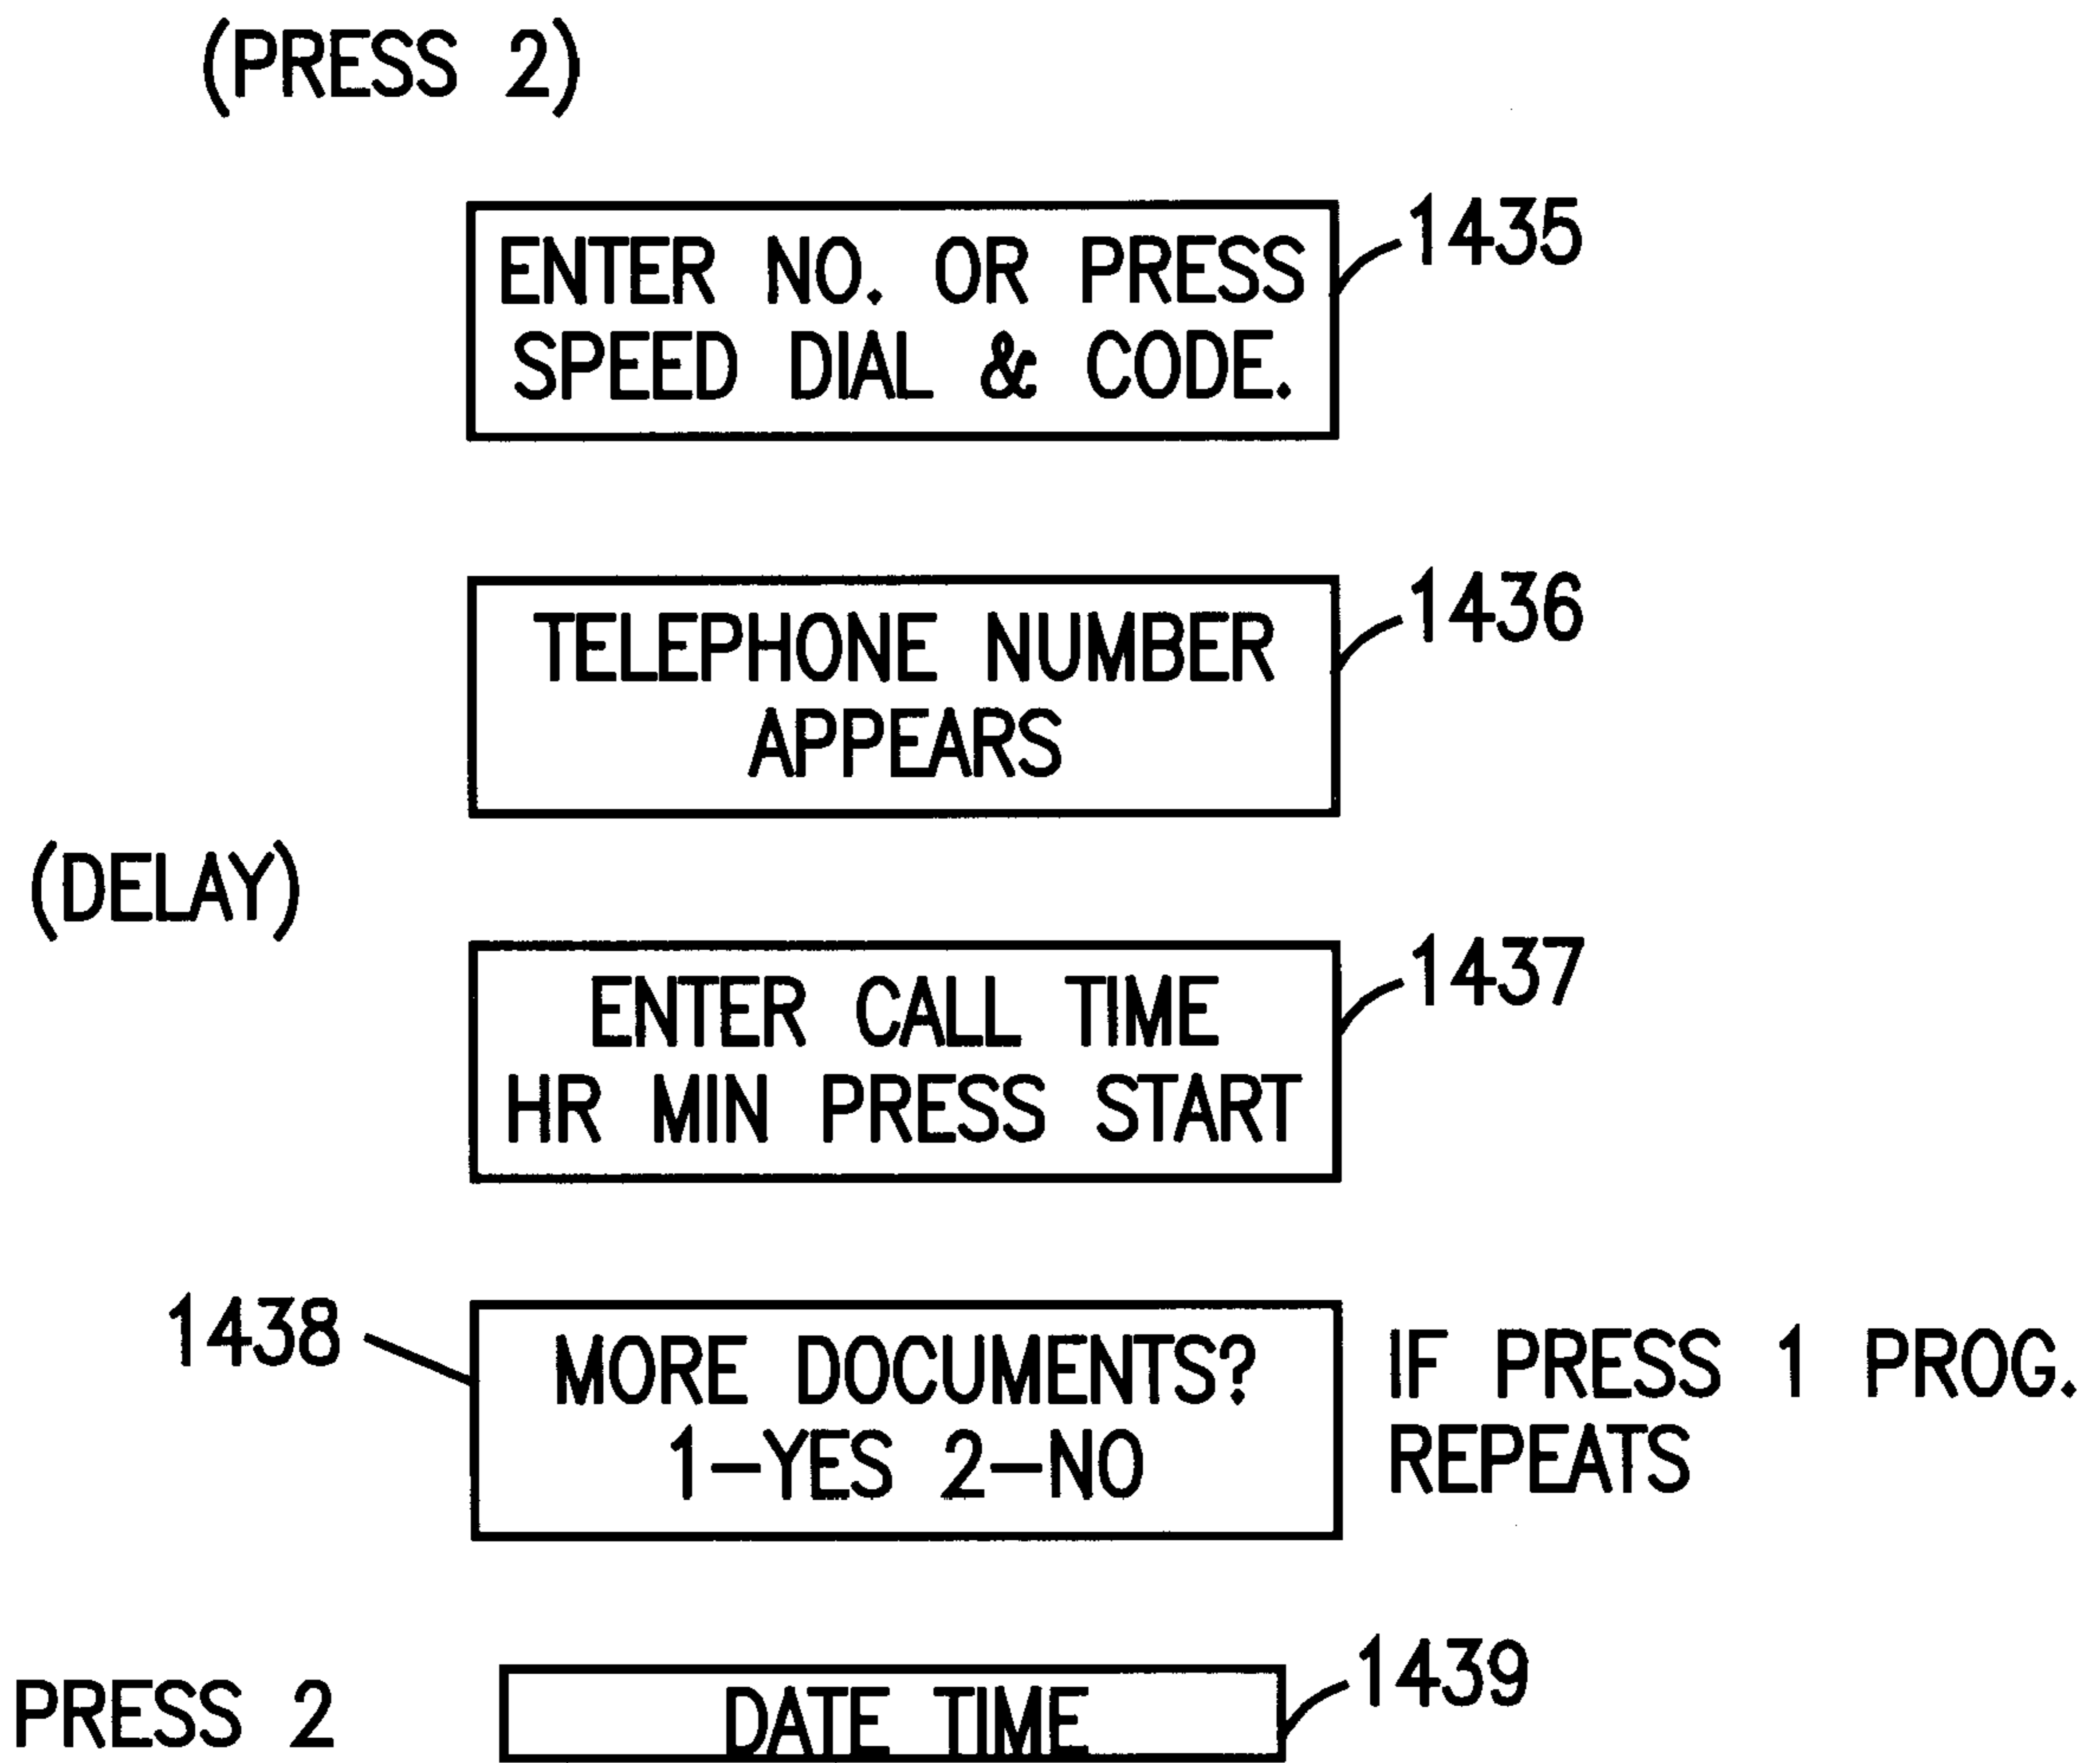 (PRESS 2)
1435
ENTER NO. OR PRESS
SPEED DIAL & CODE.
1436
TELEPHONE NUMBER
APPEARS
(DELAY)
1437
ENTER CALL TIME
HR MIN PRESS START
1438
MORE DOCUMENTS?
1-YES 2-NO
IF PRESS 1 PROG.
REPEATS
PRESS 2
DATE TIME
1439